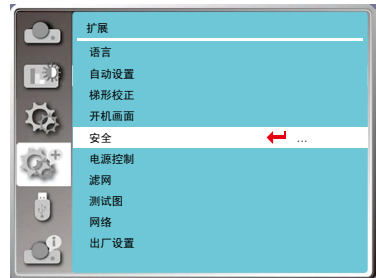 扩展
语言
自动设置
梯形校正
开机画面
安全 ...
电源控制
滤网
测试图
网络
出厂设置